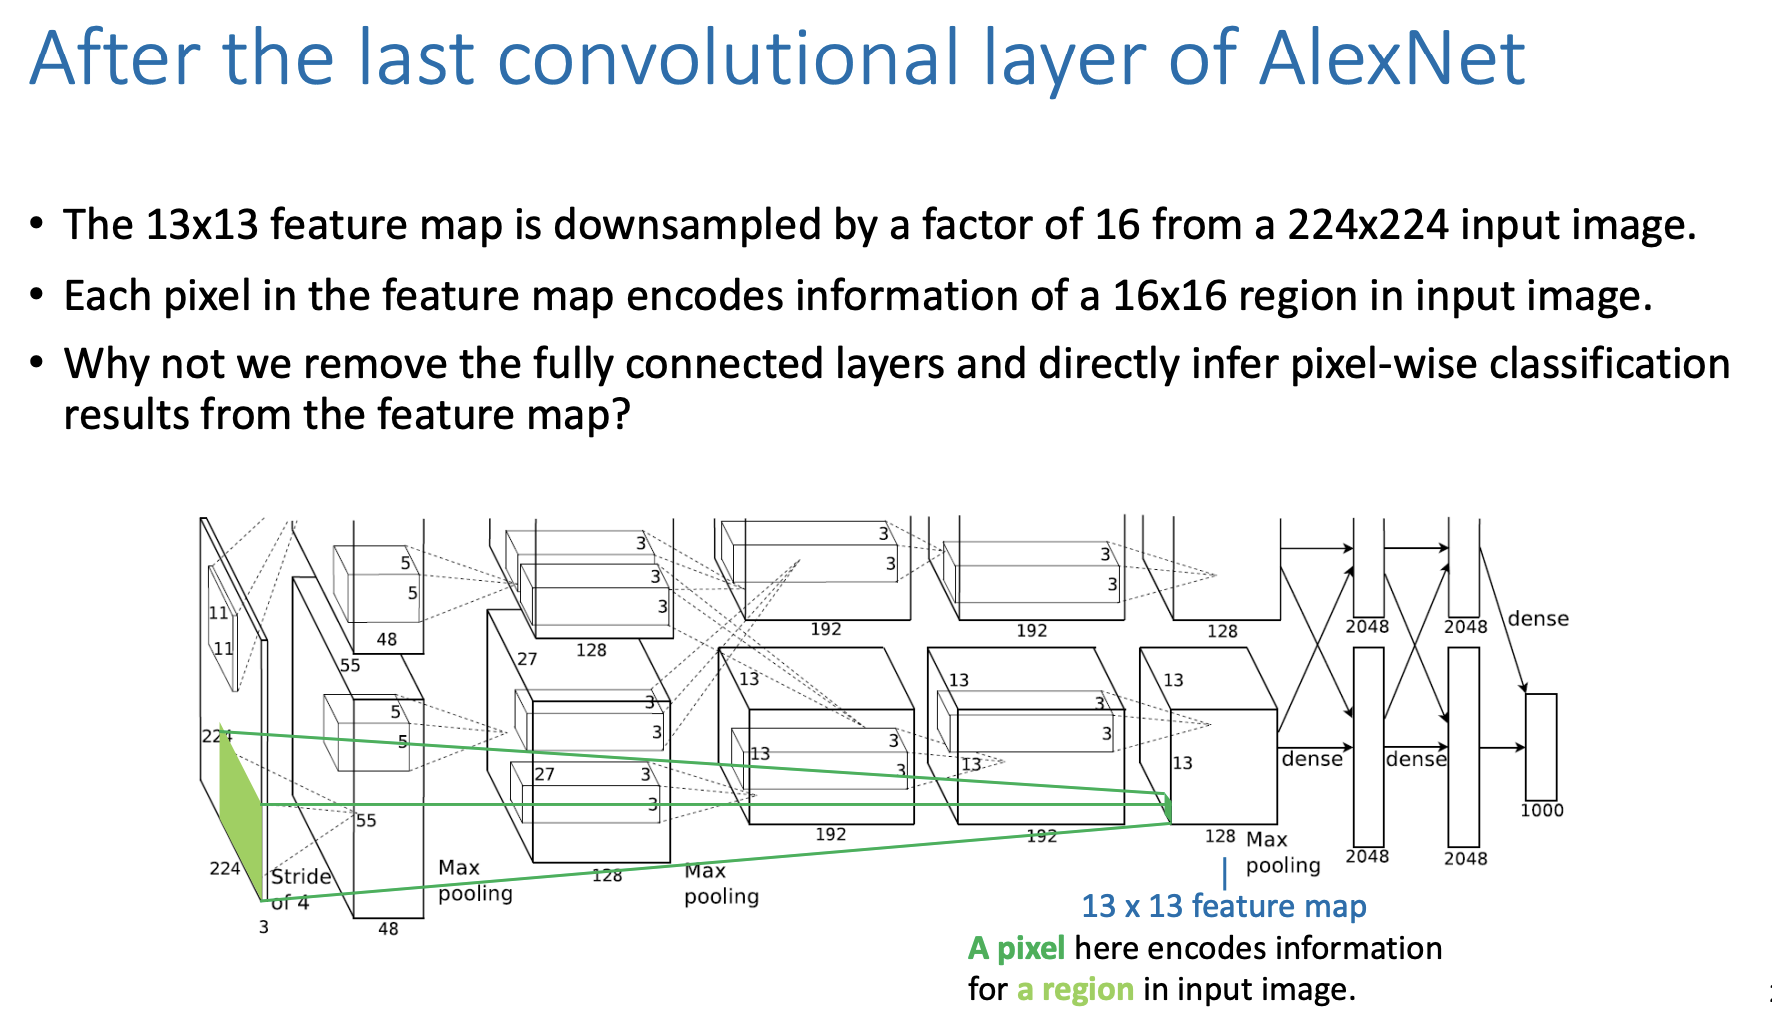 After the last convolutional layer of AlexNet
• The 13x13 feature map is downsampled by a factor of 16 from a 224x224 input image.
• Each pixel in the feature map encodes information of a 16x16 region in input image.
• Why not we remove the fully connected layers and directly infer pixel-wise classification
results from the feature map?
11
11
224
224
3
Stride
of 4
5
5
48
55
5
5
55
48
Max
pooling
3
3
3
128
27
3
3
27
3
3
128
Max
pooling
3
3
192
13
13
3
3
192
3
3
192
13
3
3
13
192
128
13
13
128
Max
pooling
2048
2048
dense
dense
dense
2048
2048
1000
13 x 13 feature map
A pixel here encodes information
for a region in input image.